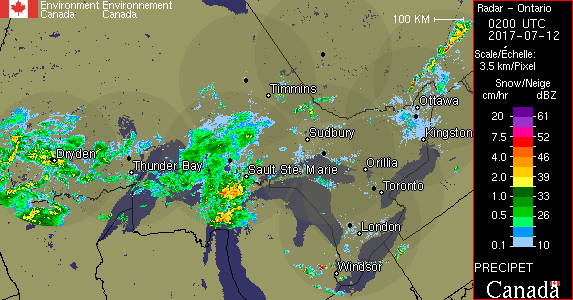 Environment Environnement
Canada Canada
100 KM
Timmins
Ottawa
Sudbury
Kingston
Dryden
Thunder Bay
Sault Ste. Marie
Orillia
Toronto
London
Windsor
Radar - Ontario
0200 UTC
2017-07-12
Scale/Échelle:
3.5 km/Pixel
Snow/Neige
cm/hr dBZ
20 61
7.5 52
4.0 46
2.0 39
1.0 33
0.5 26
0.1 10
PRECIPET
Canada